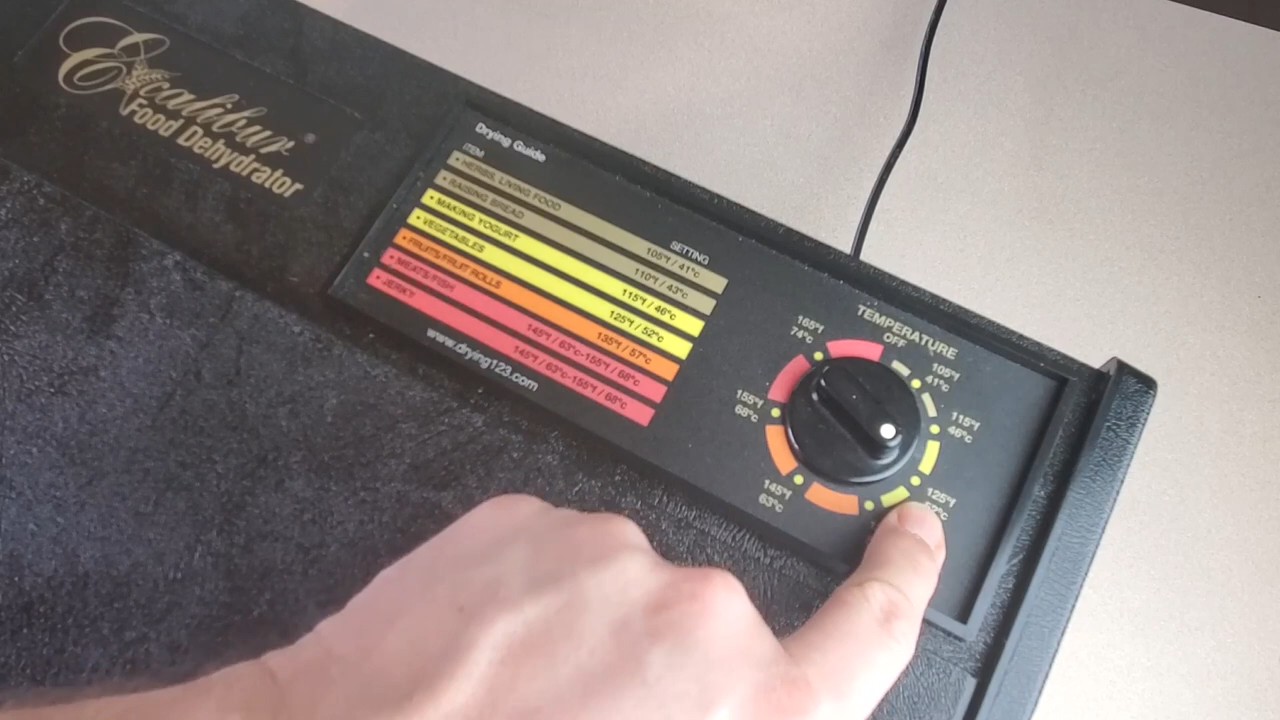 Excalibur®
Food Dehydrator
Drying Guide
ITEM SETTING
• HERBS, LIVING FOOD 105°f / 41°c
• RAISING BREAD 110°f / 43°c
• MAKING YOGURT 115°f / 46°c
• VEGETABLES 125°f / 52°c
• FRUITS/FRUIT ROLLS 135°f / 57°c
• MEATS/FISH 145°f / 63°c-155°f / 68°c
• JERKY 145°f / 63°c-155°f / 68°c
www.drying123.com
TEMPERATURE
OFF
105°f
41°c
115°f
46°c
125°f
52°c
145°f
63°c
155°f
68°c
165°f
74°c